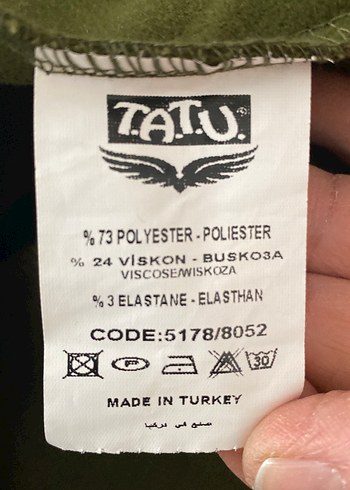 T.A.T.U.
% 73 POLYESTER - POLIESTER
% 24 VİSKON - BUSKO3A
VISCOSE/WISKOZA
% 3 ELASTANE - ELASTHAN
CODE:5178/8052
P 30
MADE IN TURKEY
صنع في تركيا